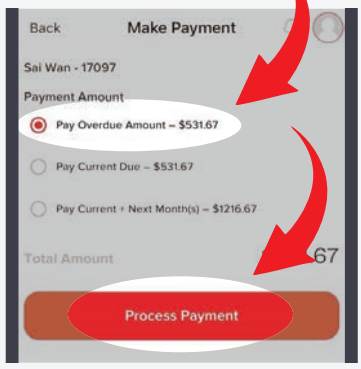 Back Make Payment
Sai Wan - 17097
Payment Amount
Pay Overdue Amount – $531.67
Pay Current Due – $531.67
Pay Current + Next Month(s) – $1216.67
Total Amount 67
Process Payment